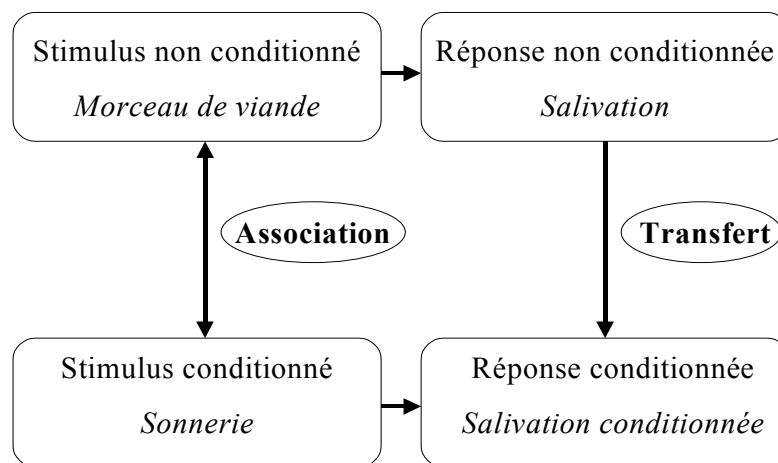 Stimulus non conditionné
Morceau de viande
Réponse non conditionnée
Salivation
Association
Transfert
Stimulus conditionné
Sonnerie
Réponse conditionnée
Salivation conditionnée